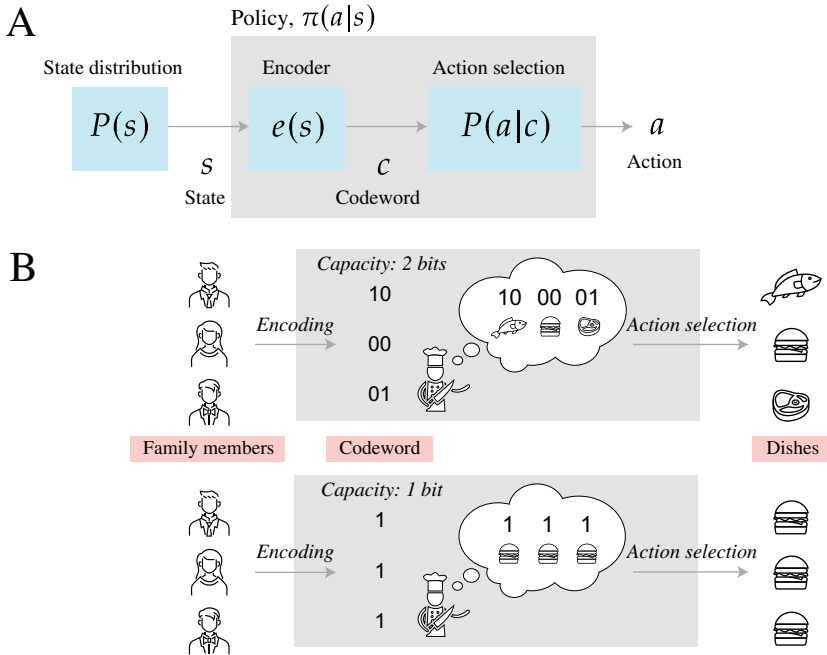 A
Policy, π(a|s)
State distribution
Encoder
Action selection
P(s)
e(s)
P(a|c)
a
s
c
Action
State
Codeword
B
Capacity: 2 bits
10
10 00 01
Encoding
00
Action selection
01
Family members
Codeword
Dishes
Capacity: 1 bit
1
1 1 1
Encoding
1
Action selection
1